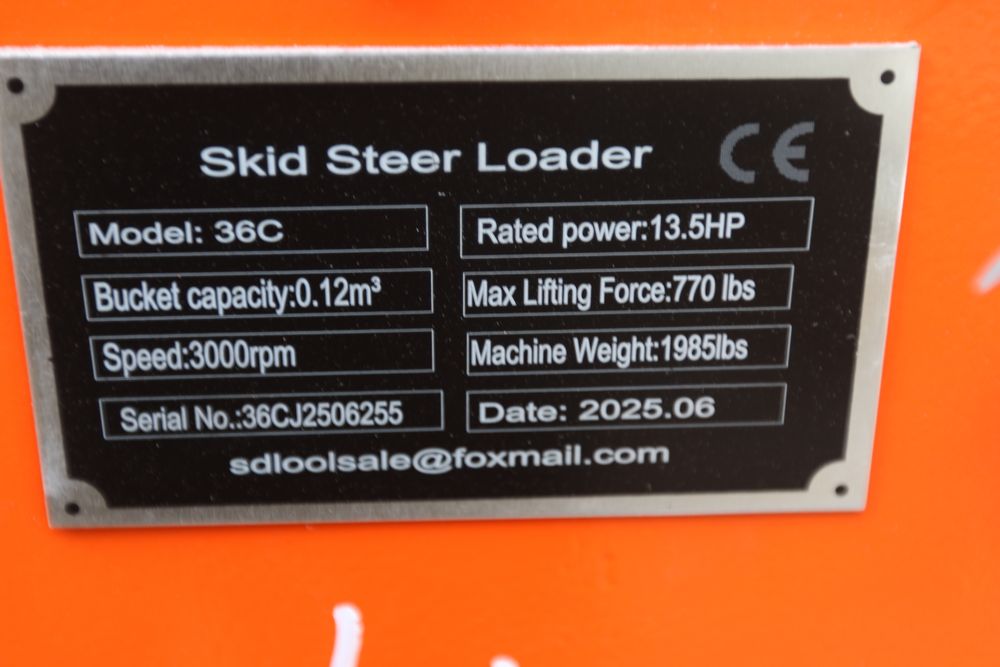 Skid Steer Loader CE
Model: 36C
Rated power:13.5HP
Bucket capacity:0.12m³
Max Lifting Force:770 lbs
Speed:3000rpm
Machine Weight:1985lbs
Serial No.:36CJ2506255
Date: 2025.06
sdloolsale@foxmail.com